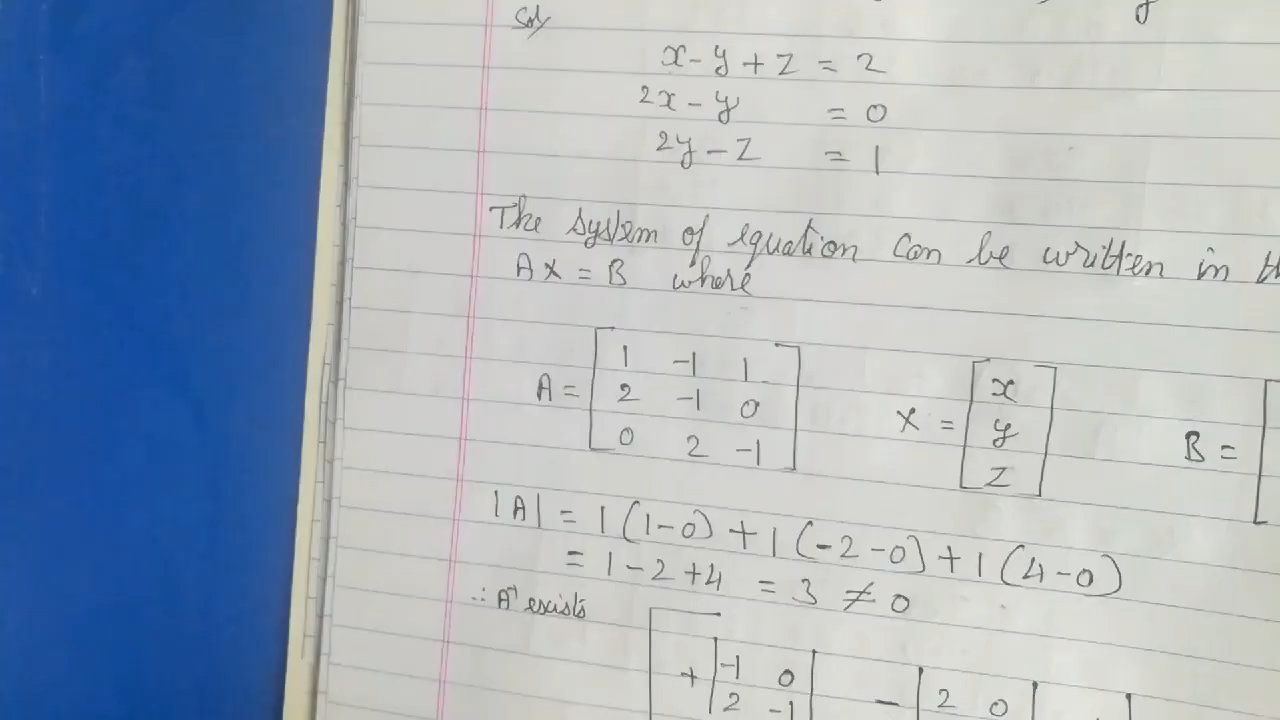 Sol
x - y + z = 2
2x - y = 0
2y - z = 1
The system of equation can be written in
AX = B where
A = [1 -1 1
2 -1 0
0 2 -1] X = [x
y
z] B = [
|A| = 1(1-0) + 1(-2-0) + 1(4-0)
= 1 - 2 + 4 = 3 ≠ 0
∴ A⁻¹ exists
+ |-1 0 - |2 0
2 -1|